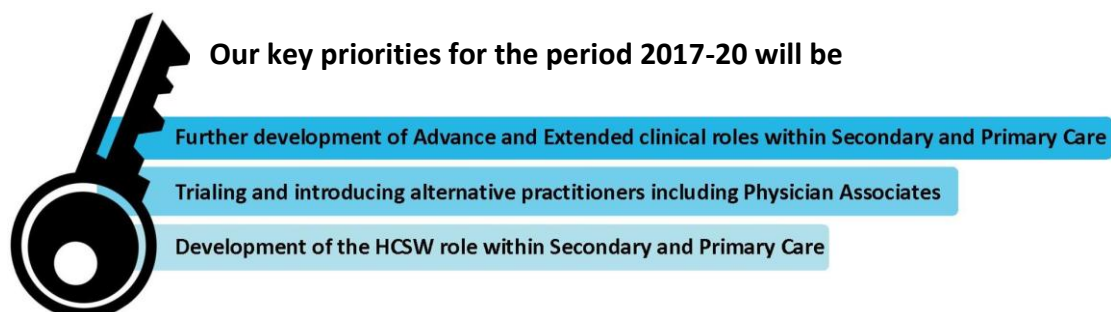 Our key priorities for the period 2017-20 will be
Further development of Advance and Extended clinical roles within Secondary and Primary Care
Trialing and introducing alternative practitioners including Physician Associates
Development of the HCSW role within Secondary and Primary Care